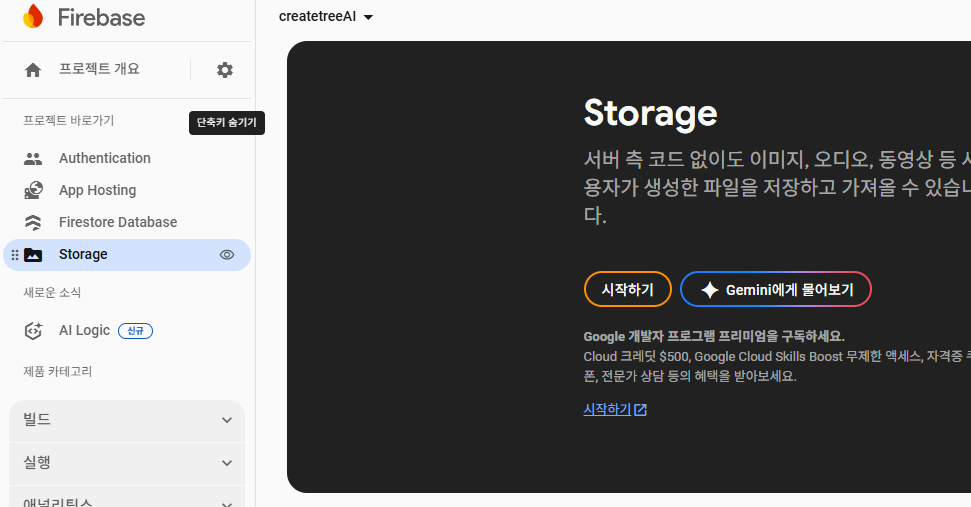 Firebase
createtreeAI
프로젝트 개요
프로젝트 바로가기
단축키 숨기기
Authentication
App Hosting
Firestore Database
Storage
새로운 소식
AI Logic 신규
제품 카테고리
빌드
실행
애널리틱스
Storage
서버 측 코드 없이도 이미지, 오디오, 동영상 등
용자가 생성한 파일을 저장하고 가져올 수 있습니
다.
시작하기
Gemini에게 물어보기
Google 개발자 프로그램 프리미엄을 구독하세요.
Cloud 크레딧 $500, Google Cloud Skills Boost 무제한 액세스, 자격증
폰, 전문가 상담 등의 혜택을 받아보세요.
시작하기